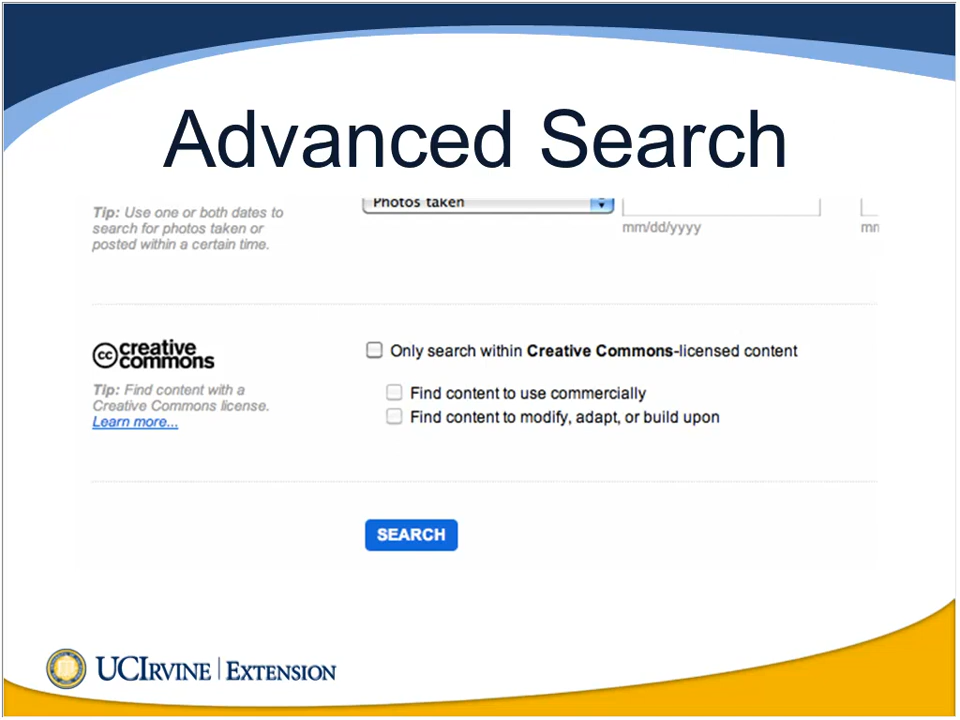 Advanced Search
Tip: Use one or both dates to
search for photos taken or
posted within a certain time.
Photos taken
mm/dd/yyyy
cc creative
commons
Tip: Find content with a
Creative Commons license.
Learn more...
Only search within Creative Commons-licensed content
Find content to use commercially
Find content to modify, adapt, or build upon
SEARCH
UCIRVINE | EXTENSION